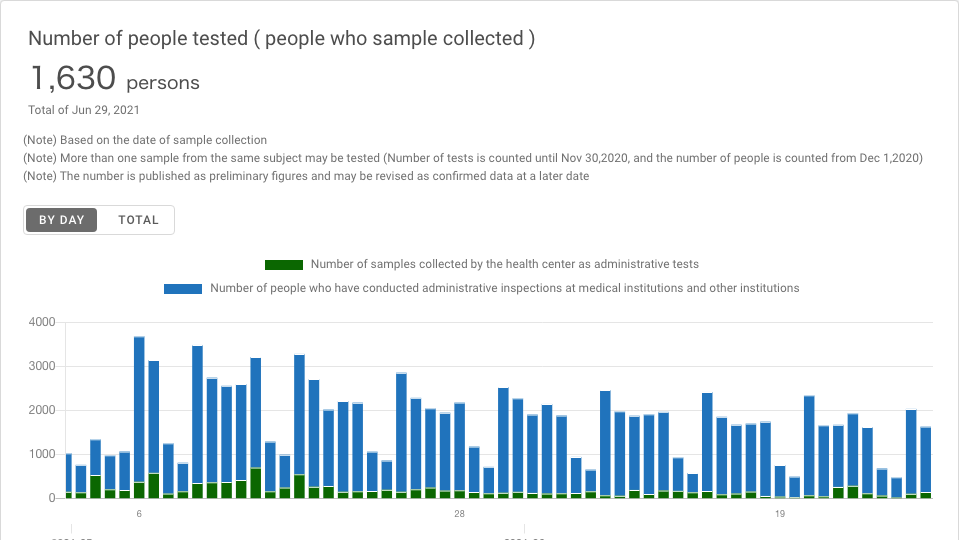 Number of people tested ( people who sample collected )
1,630 persons
Total of Jun 29, 2021
(Note) Based on the date of sample collection
(Note) More than one sample from the same subject may be tested (Number of tests is counted until Nov 30,2020, and the number of people is counted from Dec 1,2020)
(Note) The number is published as preliminary figures and may be revised as confirmed data at a later date
BY DAY TOTAL
Number of samples collected by the health center as administrative tests
Number of people who have conducted administrative inspections at medical institutions and other institutions
4000
3000
2000
1000
0
6 28 19